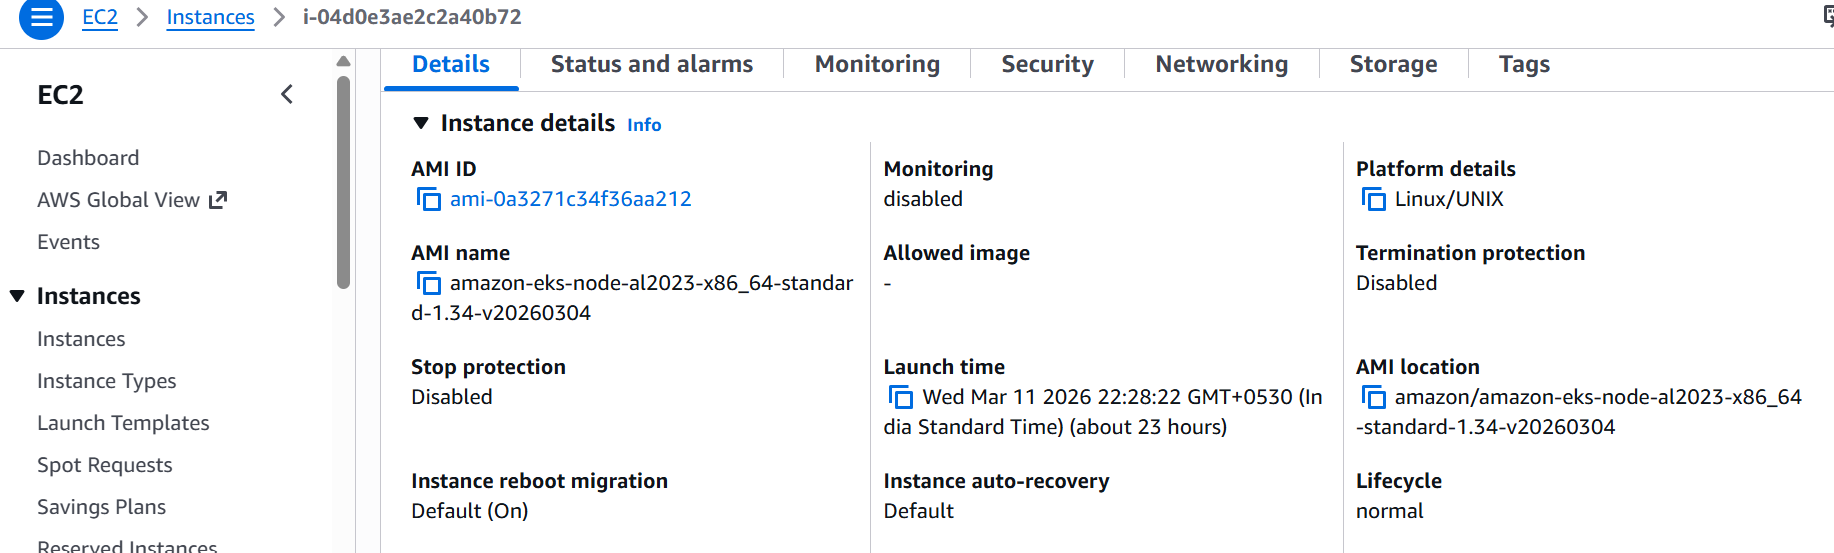 EC2 > Instances > i-04d0e3ae2c2a40b72
EC2
Dashboard
AWS Global View
Events
Instances
Instances
Instance Types
Launch Templates
Spot Requests
Savings Plans
Reserved Instances
Details
Status and alarms
Monitoring
Security
Networking
Storage
Tags
Instance details Info
AMI ID
ami-0a3271c34f36aa212
Monitoring
disabled
Platform details
Linux/UNIX
AMI name
amazon-eks-node-al2023-x86_64-standar
d-1.34-v20260304
Allowed image
-
Termination protection
Disabled
Stop protection
Disabled
Launch time
Wed Mar 11 2026 22:28:22 GMT+0530 (In
dia Standard Time) (about 23 hours)
AMI location
amazon/amazon-eks-node-al2023-x86_64
-standard-1.34-v20260304
Instance reboot migration
Default (On)
Instance auto-recovery
Default
Lifecycle
normal